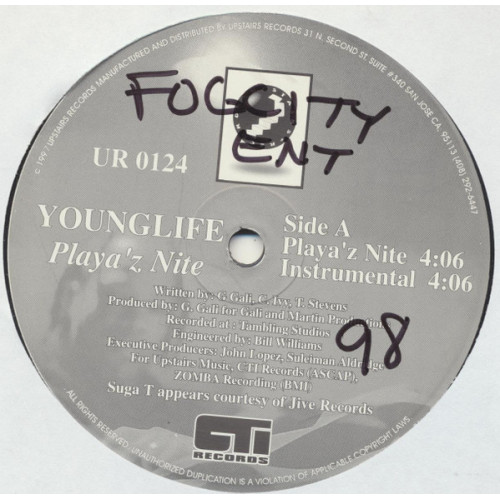 © 1997 UPSTAIRS RECORDS MANUFACTURED AND DISTRIBUTED BY UPSTAIRS RECORDS 31 N. SECOND ST. SUITE #340 SAN JOSE CA, 95113 (408) 292-6447
FOGCITY
ENT
UR 0124
YOUNGLIFE
Playa'z Nite
Side A
Playa'z Nite 4:06
Instrumental 4:06
Written by: G. Gali, C. Ivy, T. Stevens
Produced by: G. Gali for Gali and Martin Productions
Recorded at : Tambling Studios
Engineered by: Bill Williams
Executive Producers: John Lopez, Suleiman Aldridge
For Upstairs Music, CTI Records (ASCAP),
ZOMBA Recording (BMI)
98
Suga T appears courtesy of Jive Records
CTI
RECORDS
ALL RIGHTS RESERVED. UNAUTHORIZED DUPLICATION IS A VIOLATION OF APPLICABLE COPYRIGHT LAWS